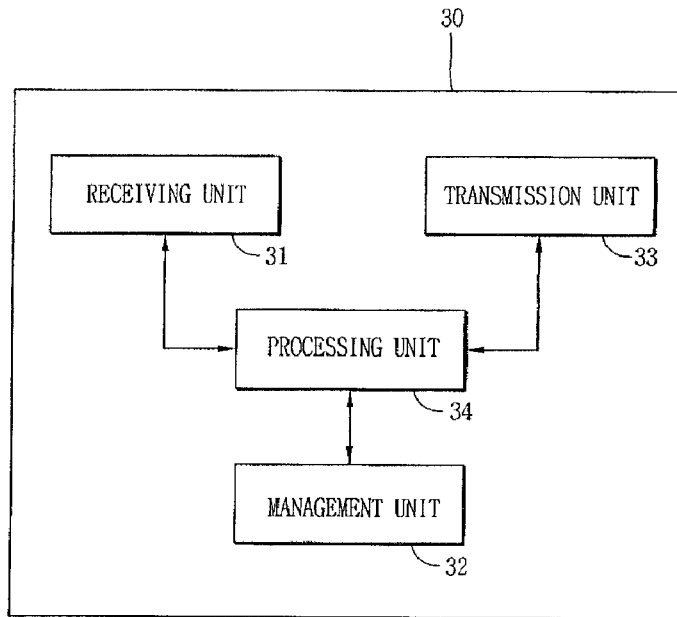 30
RECEIVING UNIT
31
TRANSMISSION UNIT
33
PROCESSING UNIT
34
MANAGEMENT UNIT
32